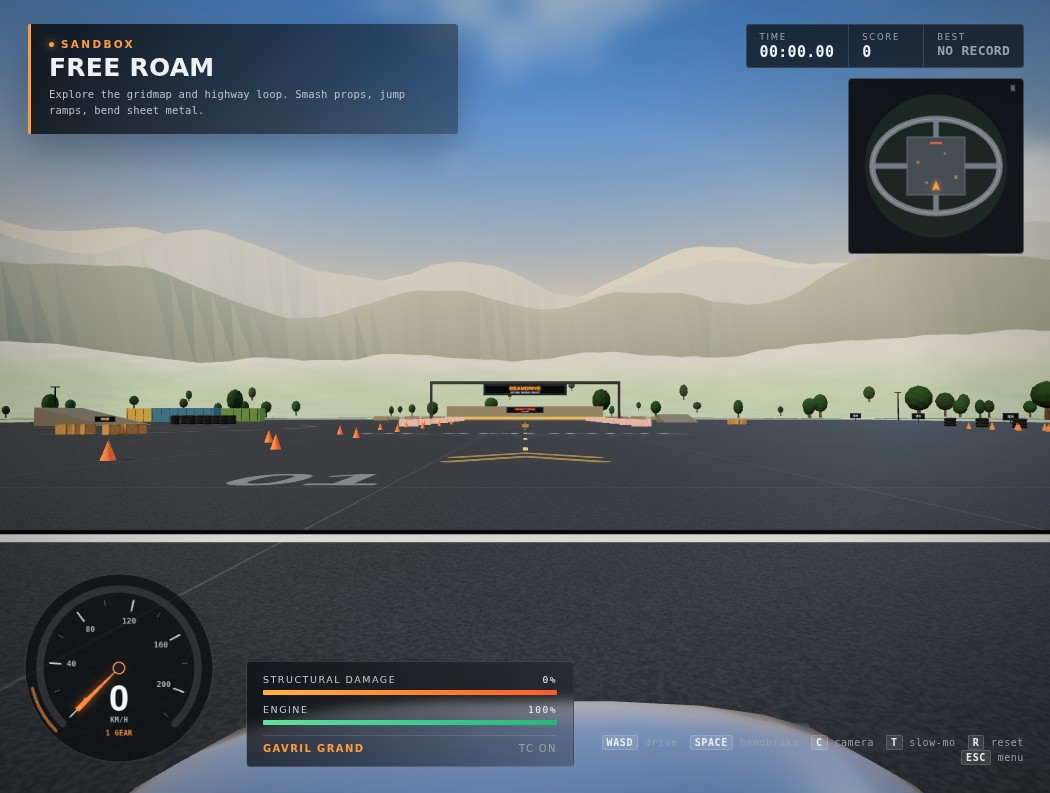 SANDBOX
FREE ROAM
Explore the gridmap and highway loop. Smash props, jump
ramps, bend sheet metal.
TIME
00:00.00
SCORE
0
BEST
NO RECORD
N
BEAMDRIVE
01
40
80
120
160
200
0
KM/H
1 GEAR
STRUCTURAL DAMAGE 0%
ENGINE 100%
GAVRIL GRAND TC ON
WASD drive SPACE handbrake C camera T slow-mo R reset
ESC menu